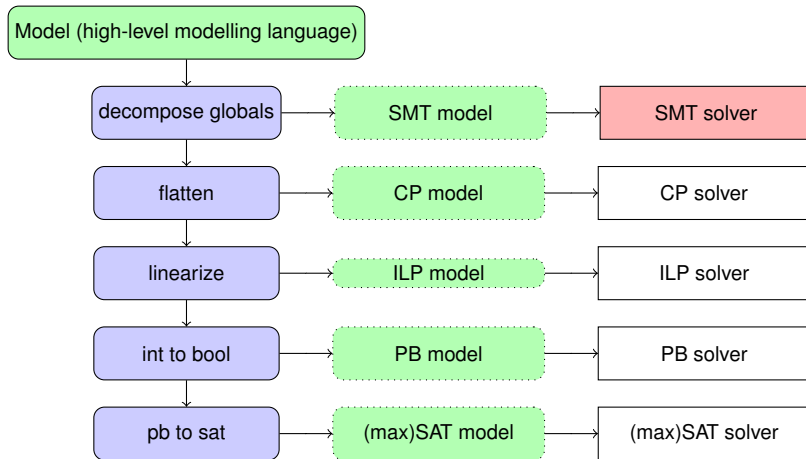 Model (high-level modelling language)
decompose globals
SMT model
SMT solver
flatten
CP model
CP solver
linearize
ILP model
ILP solver
int to bool
PB model
PB solver
pb to sat
(max)SAT model
(max)SAT solver